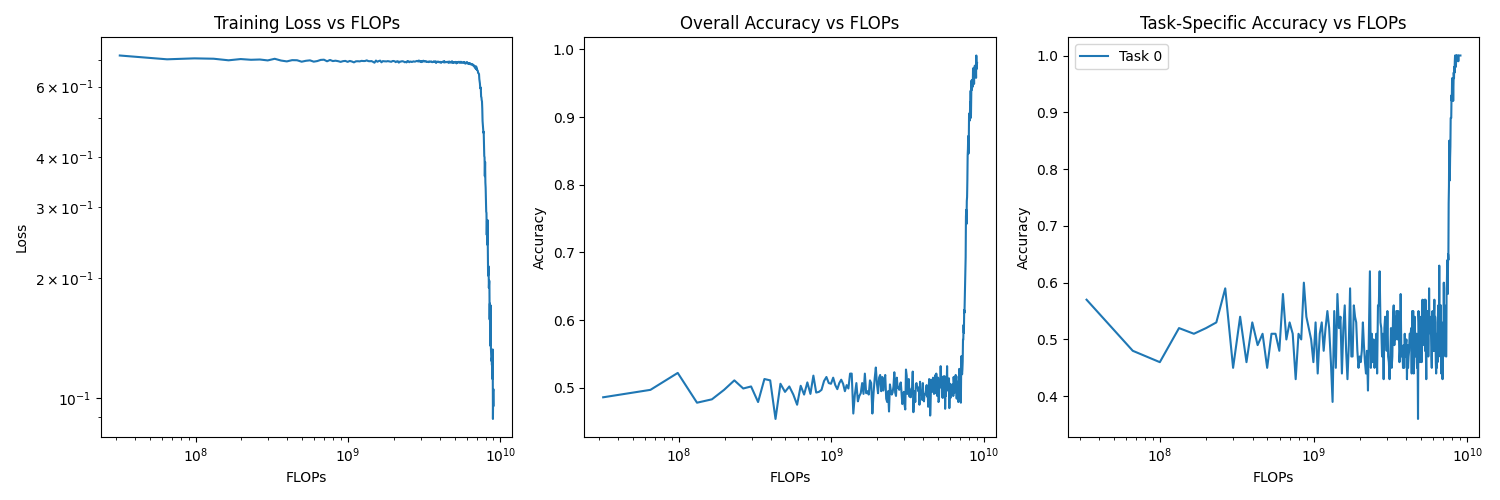 Training Loss vs FLOPs
Loss
6 × 10⁻¹
4 × 10⁻¹
3 × 10⁻¹
2 × 10⁻¹
10⁻¹
10⁸
10⁹
10¹⁰
FLOPs
Overall Accuracy vs FLOPs
Accuracy
1.0
0.9
0.8
0.7
0.6
0.5
10⁸
10⁹
10¹⁰
FLOPs
Task-Specific Accuracy vs FLOPs
Task 0
Accuracy
1.0
0.9
0.8
0.7
0.6
0.5
0.4
10⁸
10⁹
10¹⁰
FLOPs